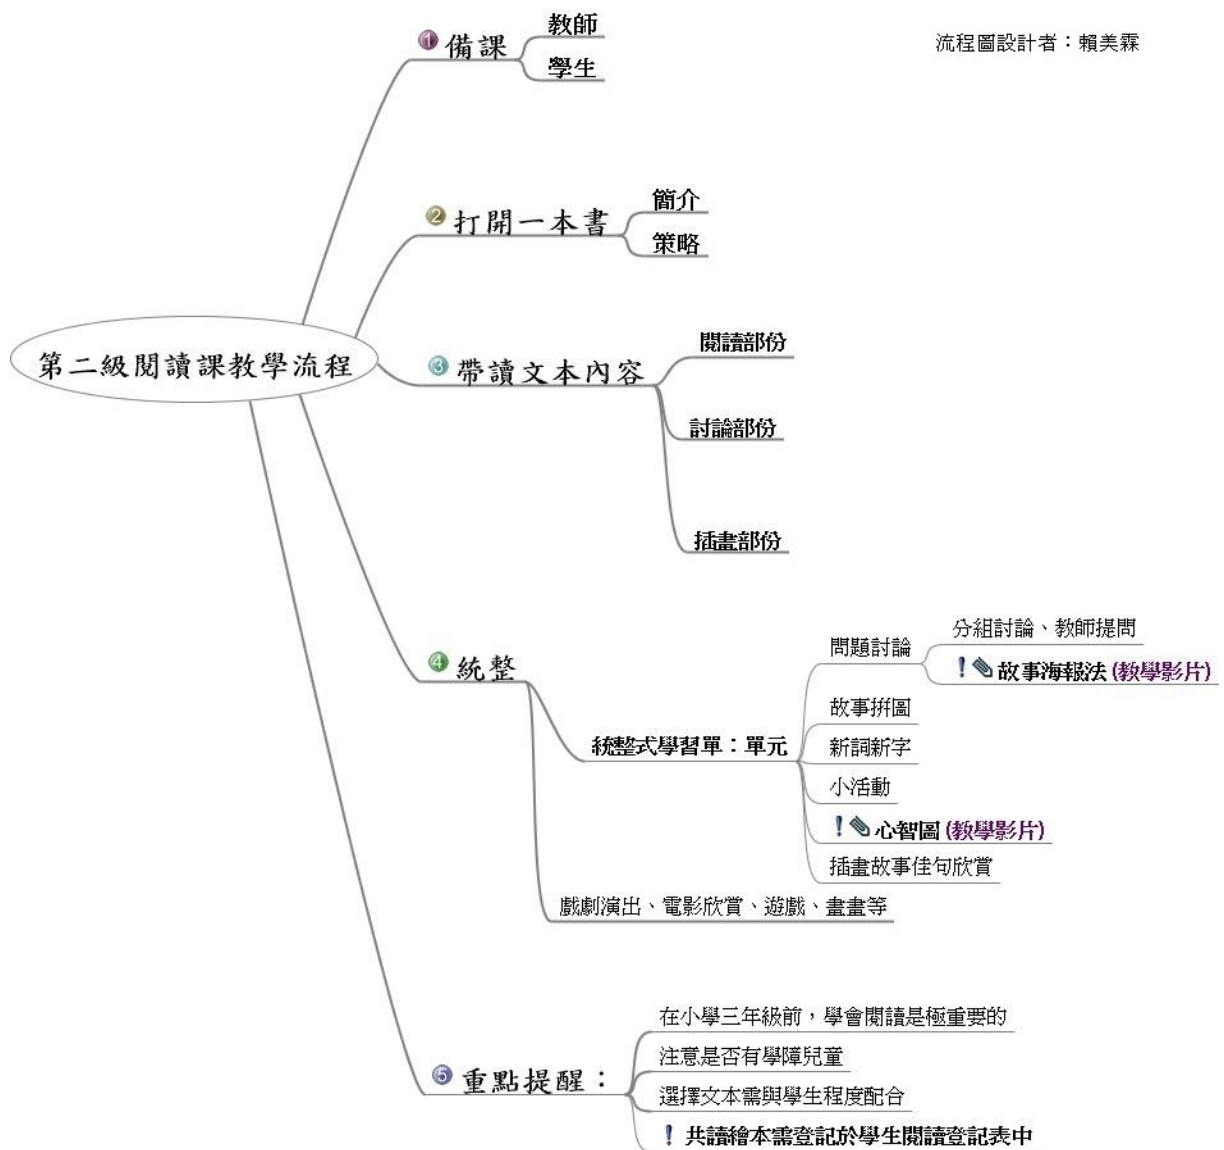 流程圖設計者：賴美霖
第二級閱讀課教學流程
1 備課
教師
學生
2 打開一本書
簡介
策略
3 帶讀文本內容
閱讀部份
討論部份
插畫部份
4 統整
統整式學習單：單元
問題討論
分組討論、教師提問
! 故事海報法 (教學影片)
故事拼圖
新詞新字
小活動
! 心智圖 (教學影片)
插畫故事佳句欣賞
戲劇演出、電影欣賞、遊戲、畫畫等
5 重點提醒：
在小學三年級前，學會閱讀是極重要的
注意是否有學障兒童
選擇文本需與學生程度配合
! 共讀繪本需登記於學生閱讀登記表中